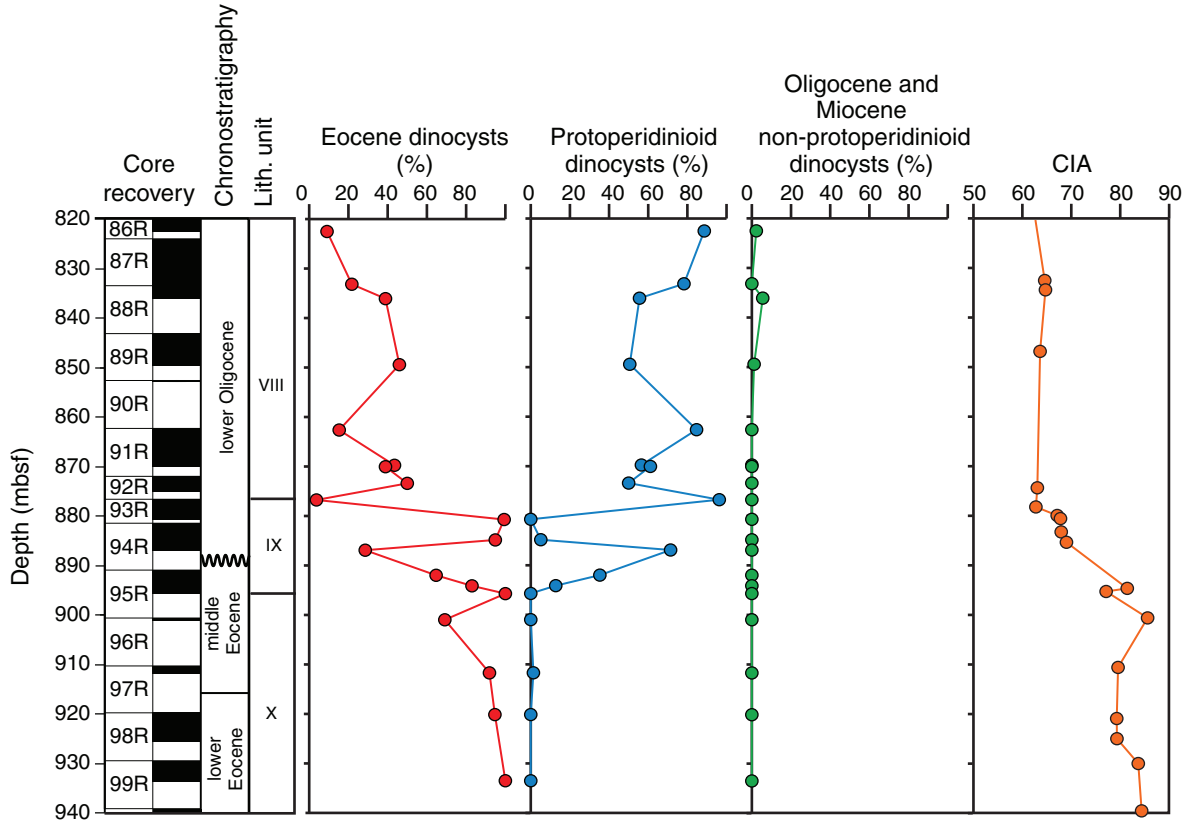 Core
recovery
Chronostratigraphy
Lith. unit
Eocene dinocysts
(%)
Protoperidinioid
dinocysts (%)
Oligocene and
Miocene
non-protoperidinioid
dinocysts (%)
CIA
0 20 40 60 80
0 20 40 60 80
0 20 40 60 80
50 60 70 80 90
Depth (mbsf)
820
830
840
850
860
870
880
890
900
910
920
930
940
86R
87R
88R
89R
90R
91R
92R
93R
94R
95R
96R
97R
98R
99R
lower Oligocene
middle
Eocene
lower
Eocene
VIII
IX
X